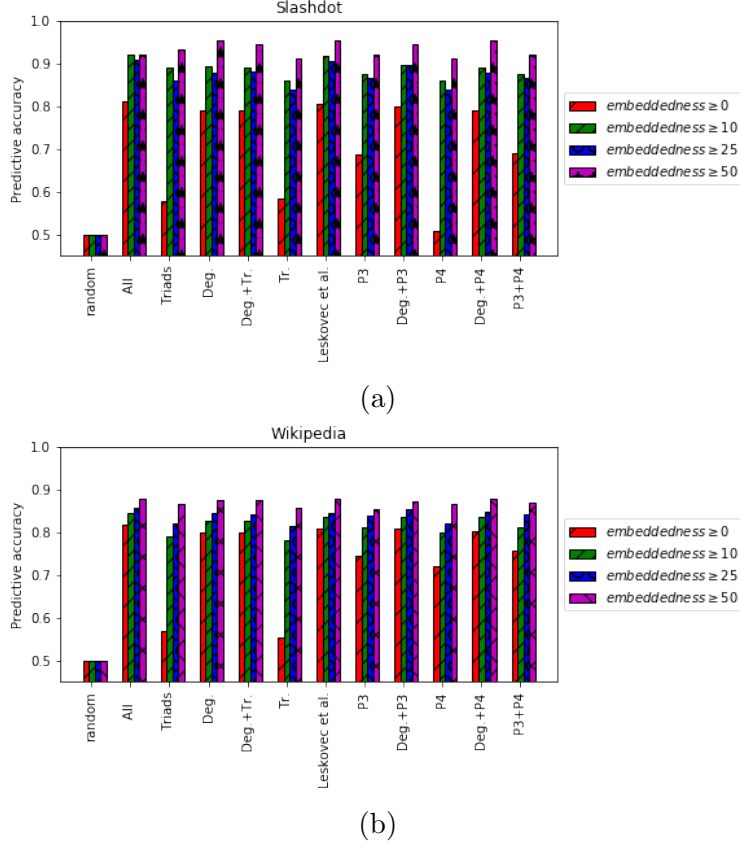 Slashdot
Predictive accuracy
1.0
0.9
0.8
0.7
0.6
0.5
random
All
Triads
Deg.
Deg.+Tr.
Tr.
Leskovec et al.
P3
Deg.+P3
P4
Deg.+P4
P3+P4
embeddedness≥0
embeddedness≥10
embeddedness≥25
embeddedness≥50
(a)
Wikipedia
Predictive accuracy
1.0
0.9
0.8
0.7
0.6
0.5
random
All
Triads
Deg.
Deg.+Tr.
Tr.
Leskovec et al.
P3
Deg.+P3
P4
Deg.+P4
P3+P4
embeddedness≥0
embeddedness≥10
embeddedness≥25
embeddedness≥50
(b)